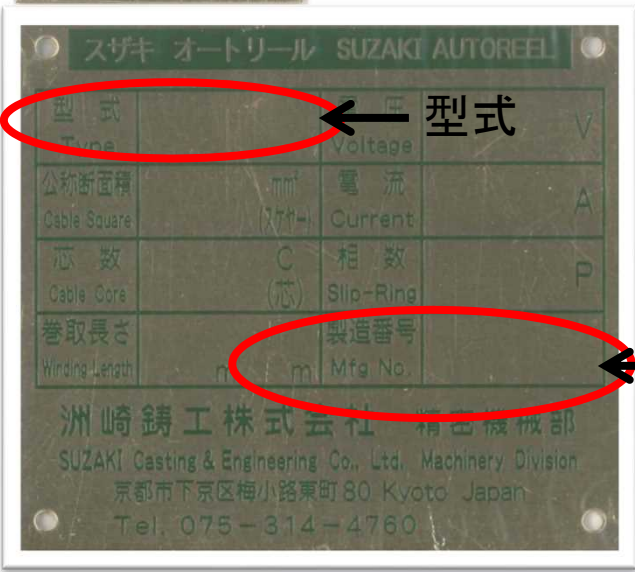 スザキ オートリール SUZAKI AUTOREEL
型式 圧 V
Type Voltage
型式
公称断面積 mm² 電流 A
Cable Square (スケヤー) Current
芯数 C 相数 P
Cable Core (芯) Slip-Ring
巻取長さ 製造番号
Winding Length m m Mfg No.
洲崎鋳工株式会社 精密機械部
SUZAKI Casting & Engineering Co., Ltd. Machinery Division
京都市下京区梅小路東町80 Kyoto Japan
Tel. 075-314-4760